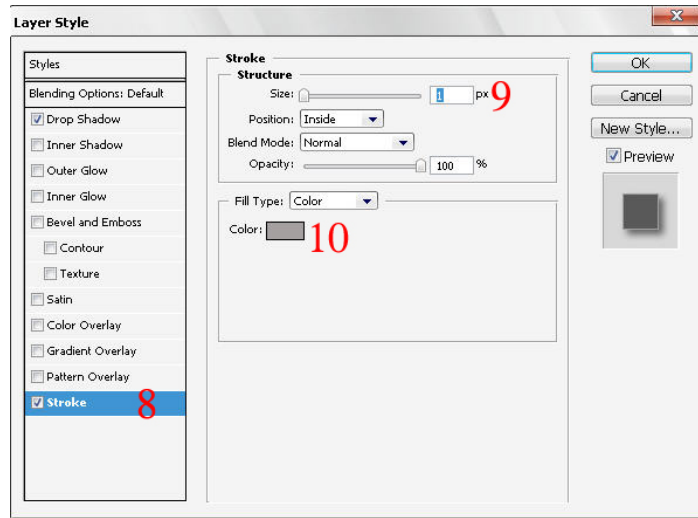 Layer Style
Styles
Blending Options: Default
Drop Shadow
Inner Shadow
Outer Glow
Inner Glow
Bevel and Emboss
Contour
Texture
Satin
Color Overlay
Gradient Overlay
Pattern Overlay
Stroke 8
Stroke
Structure
Size: 1 px 9
Position: Inside
Blend Mode: Normal
Opacity: 100 %
Fill Type: Color
Color: 10
OK
Cancel
New Style...
Preview